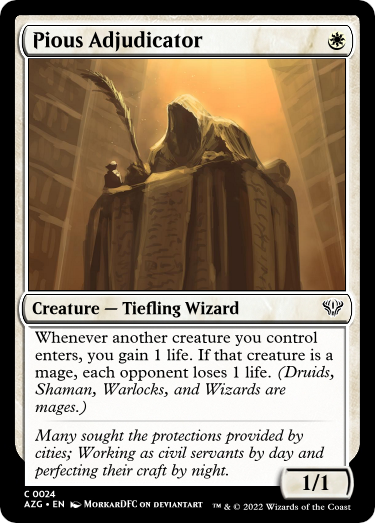 Pious Adjudicator
Creature — Tiefling Wizard
Whenever another creature you control
enters, you gain 1 life. If that creature is a
mage, each opponent loses 1 life. (Druids,
Shaman, Warlocks, and Wizards are
mages.)
Many sought the protections provided by
cities; Working as civil servants by day and
perfecting their craft by night.
1/1
C 0024
AZG • EN MorkarDFC on deviantart
™ & © 2022 Wizards of the Coast